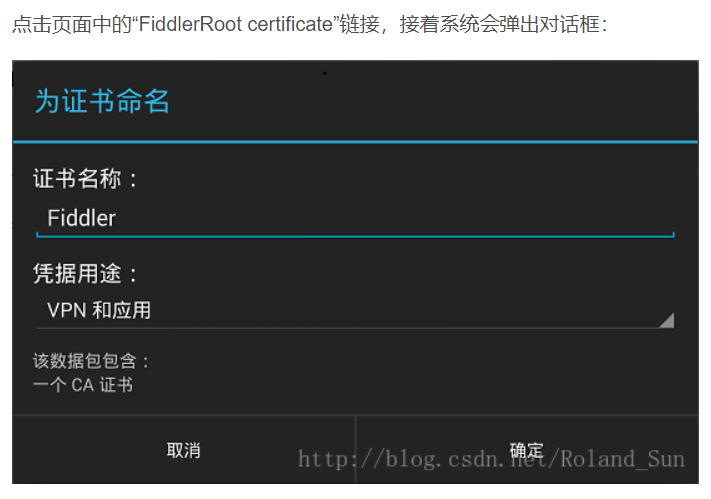 点击页面中的“FiddlerRoot certificate”链接，接着系统会弹出对话框：
为证书命名
证书名称：
Fiddler
凭据用途：
VPN 和应用
该数据包包含：
一个 CA 证书
取消
确定
http://blog.csdn.net/Roland_Sun